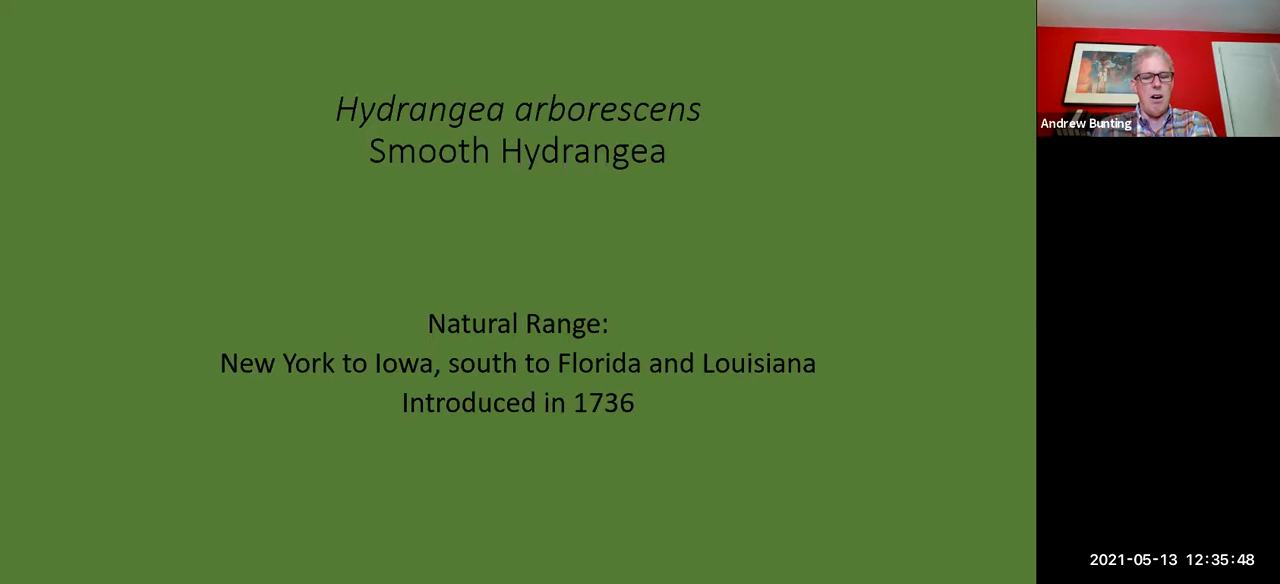 Hydrangea arborescens
Smooth Hydrangea
Natural Range:
New York to Iowa, south to Florida and Louisiana
Introduced in 1736
Andrew Bunting
2021-05-13 12:35:48